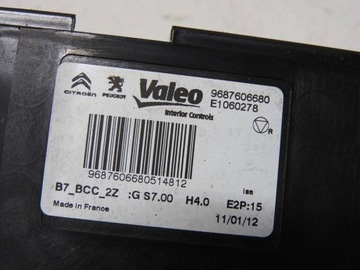 CITROËN PEUGEOT Valeo 9687606680
Interior Controls E1060278
R
9687606680514812
iss
B7_BCC_2Z :G S7.00 H4.0 E2P:15
Made in France 11/01/12